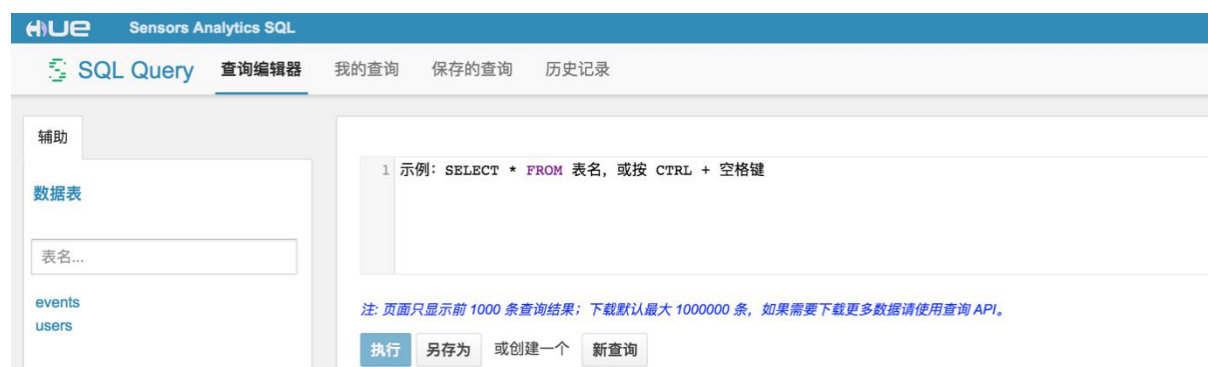 HUE Sensors Analytics SQL
SQL Query 查询编辑器 我的查询 保存的查询 历史记录
辅助
数据表
表名...
events
users
1 示例: SELECT * FROM 表名, 或按 CTRL + 空格键
注: 页面只显示前 1000 条查询结果; 下载默认最大 1000000 条, 如果需要下载更多数据请使用查询 API。
执行 另存为 或创建一个 新查询